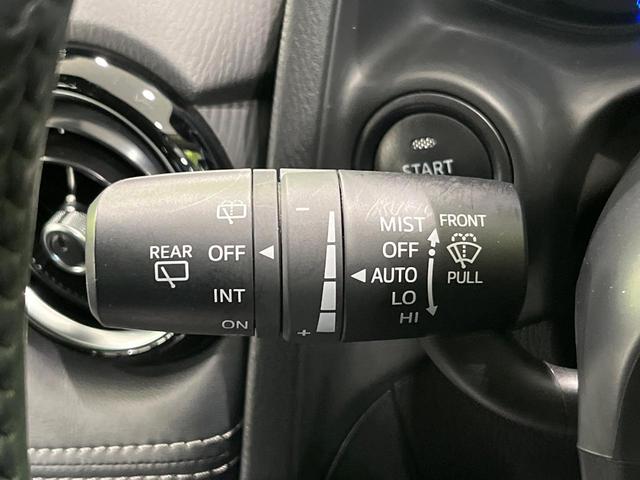 START
REAR
OFF
INT
ON
−
+
MIST
OFF
AUTO
LO
HI
FRONT
PULL